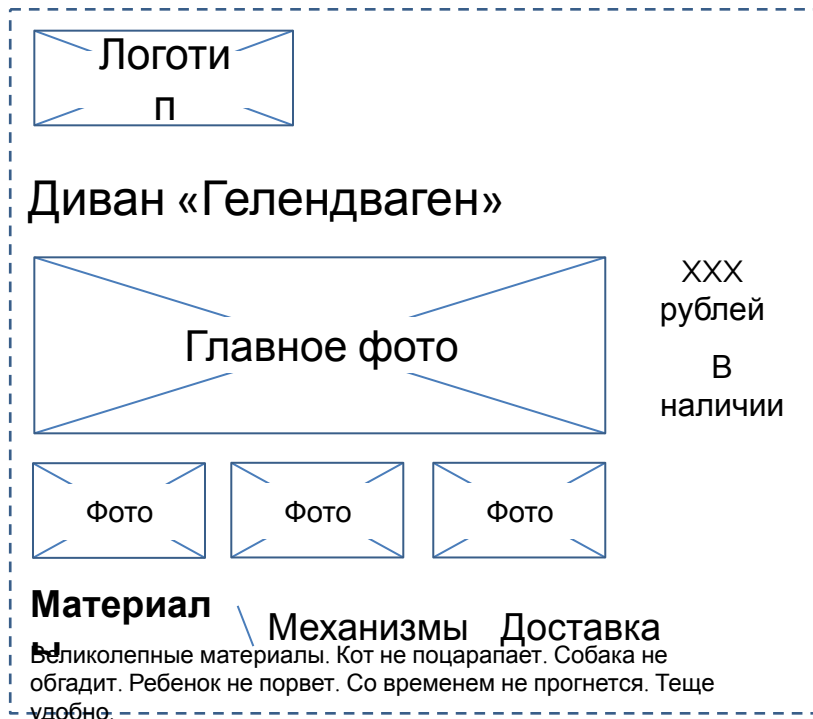 Логоти
п
Диван «Гелендваген»
XXX
рублей
Главное фото
В
наличии
Фото
Фото
Фото
Материал
ы
Механизмы
Доставка
Великолепные материалы. Кот не поцарапает. Собака не
обгадит. Ребенок не порвет. Со временем не прогнется. Теще
удобно.